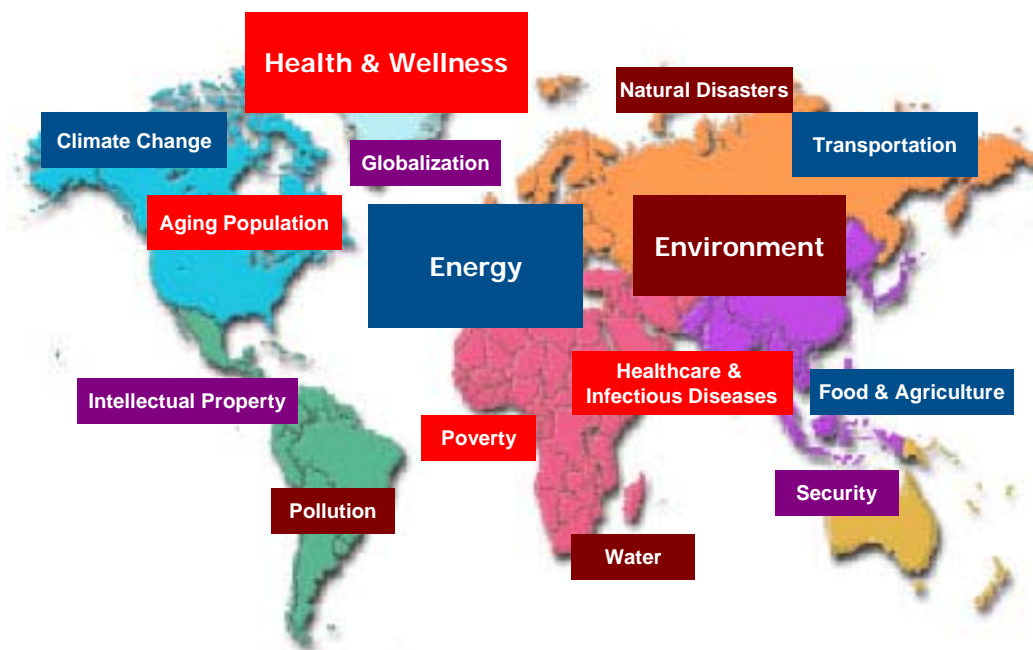 Health & Wellness
Natural Disasters
Climate Change
Transportation
Globalization
Aging Population
Energy
Environment
Healthcare &
Infectious Diseases
Intellectual Property
Food & Agriculture
Poverty
Security
Pollution
Water